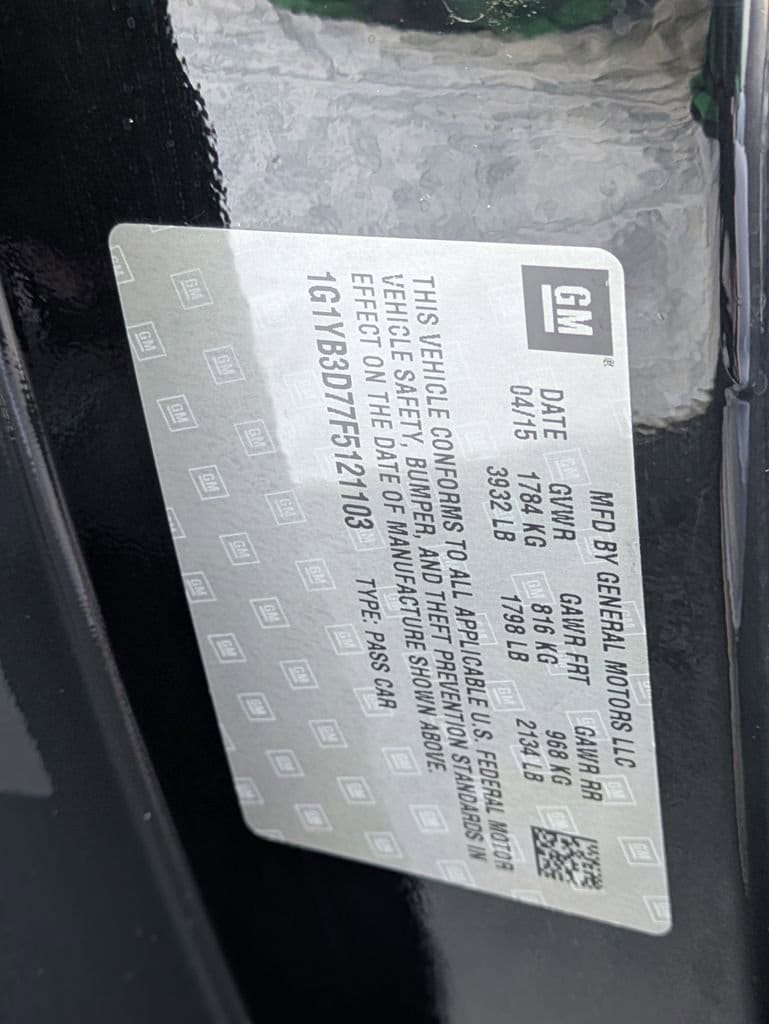 GM
®
MFD BY GENERAL MOTORS LLC
DATE GVWR GAWR FRT GAWR RR
04/15 1784 KG 816 KG 968 KG
3932 LB 1798 LB 2134 LB
THIS VEHICLE CONFORMS TO ALL APPLICABLE U.S. FEDERAL MOTOR
VEHICLE SAFETY, BUMPER, AND THEFT PREVENTION STANDARDS IN
EFFECT ON THE DATE OF MANUFACTURE SHOWN ABOVE.
1G1YB3D77F5121103 TYPE: PASS CAR